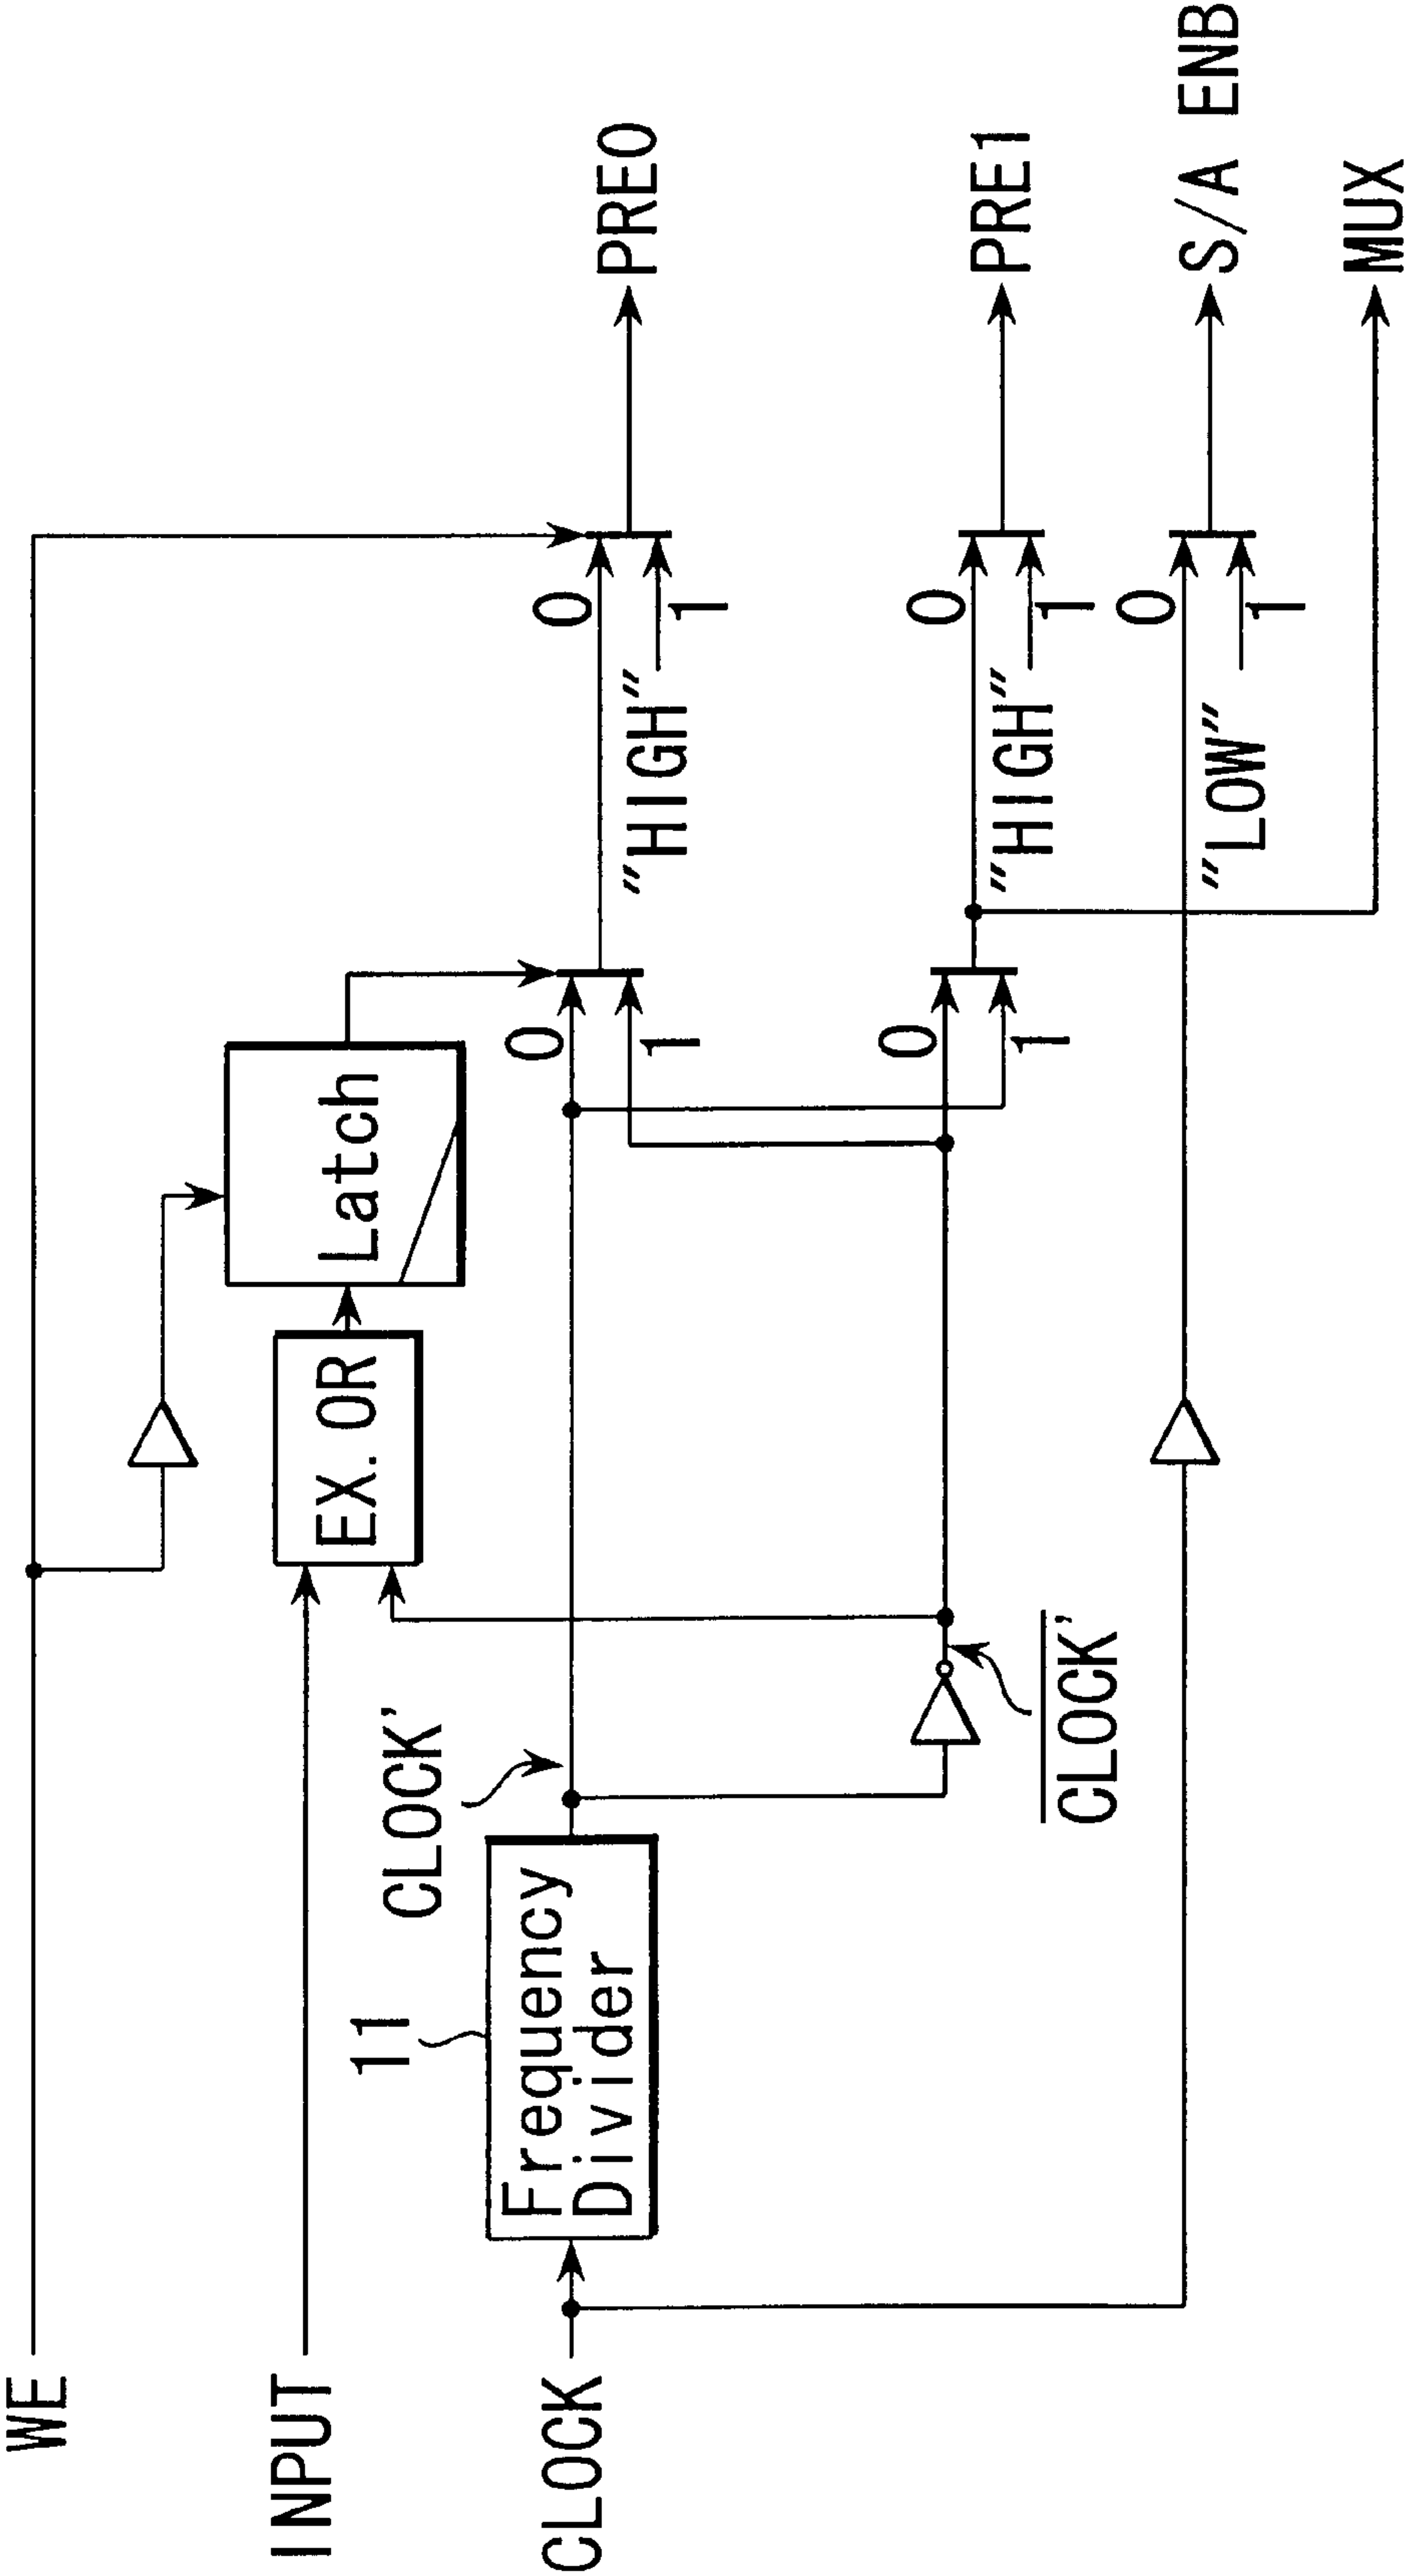 WE
INPUT
CLOCK
11
Frequency
Divider
CLOCK'
CLOCK'
EX. OR
Latch
0
1
0
1
"HIGH"
0
1
"HIGH"
0
1
"LOW"
0
1
PRE0
PRE1
S/A ENB
MUX